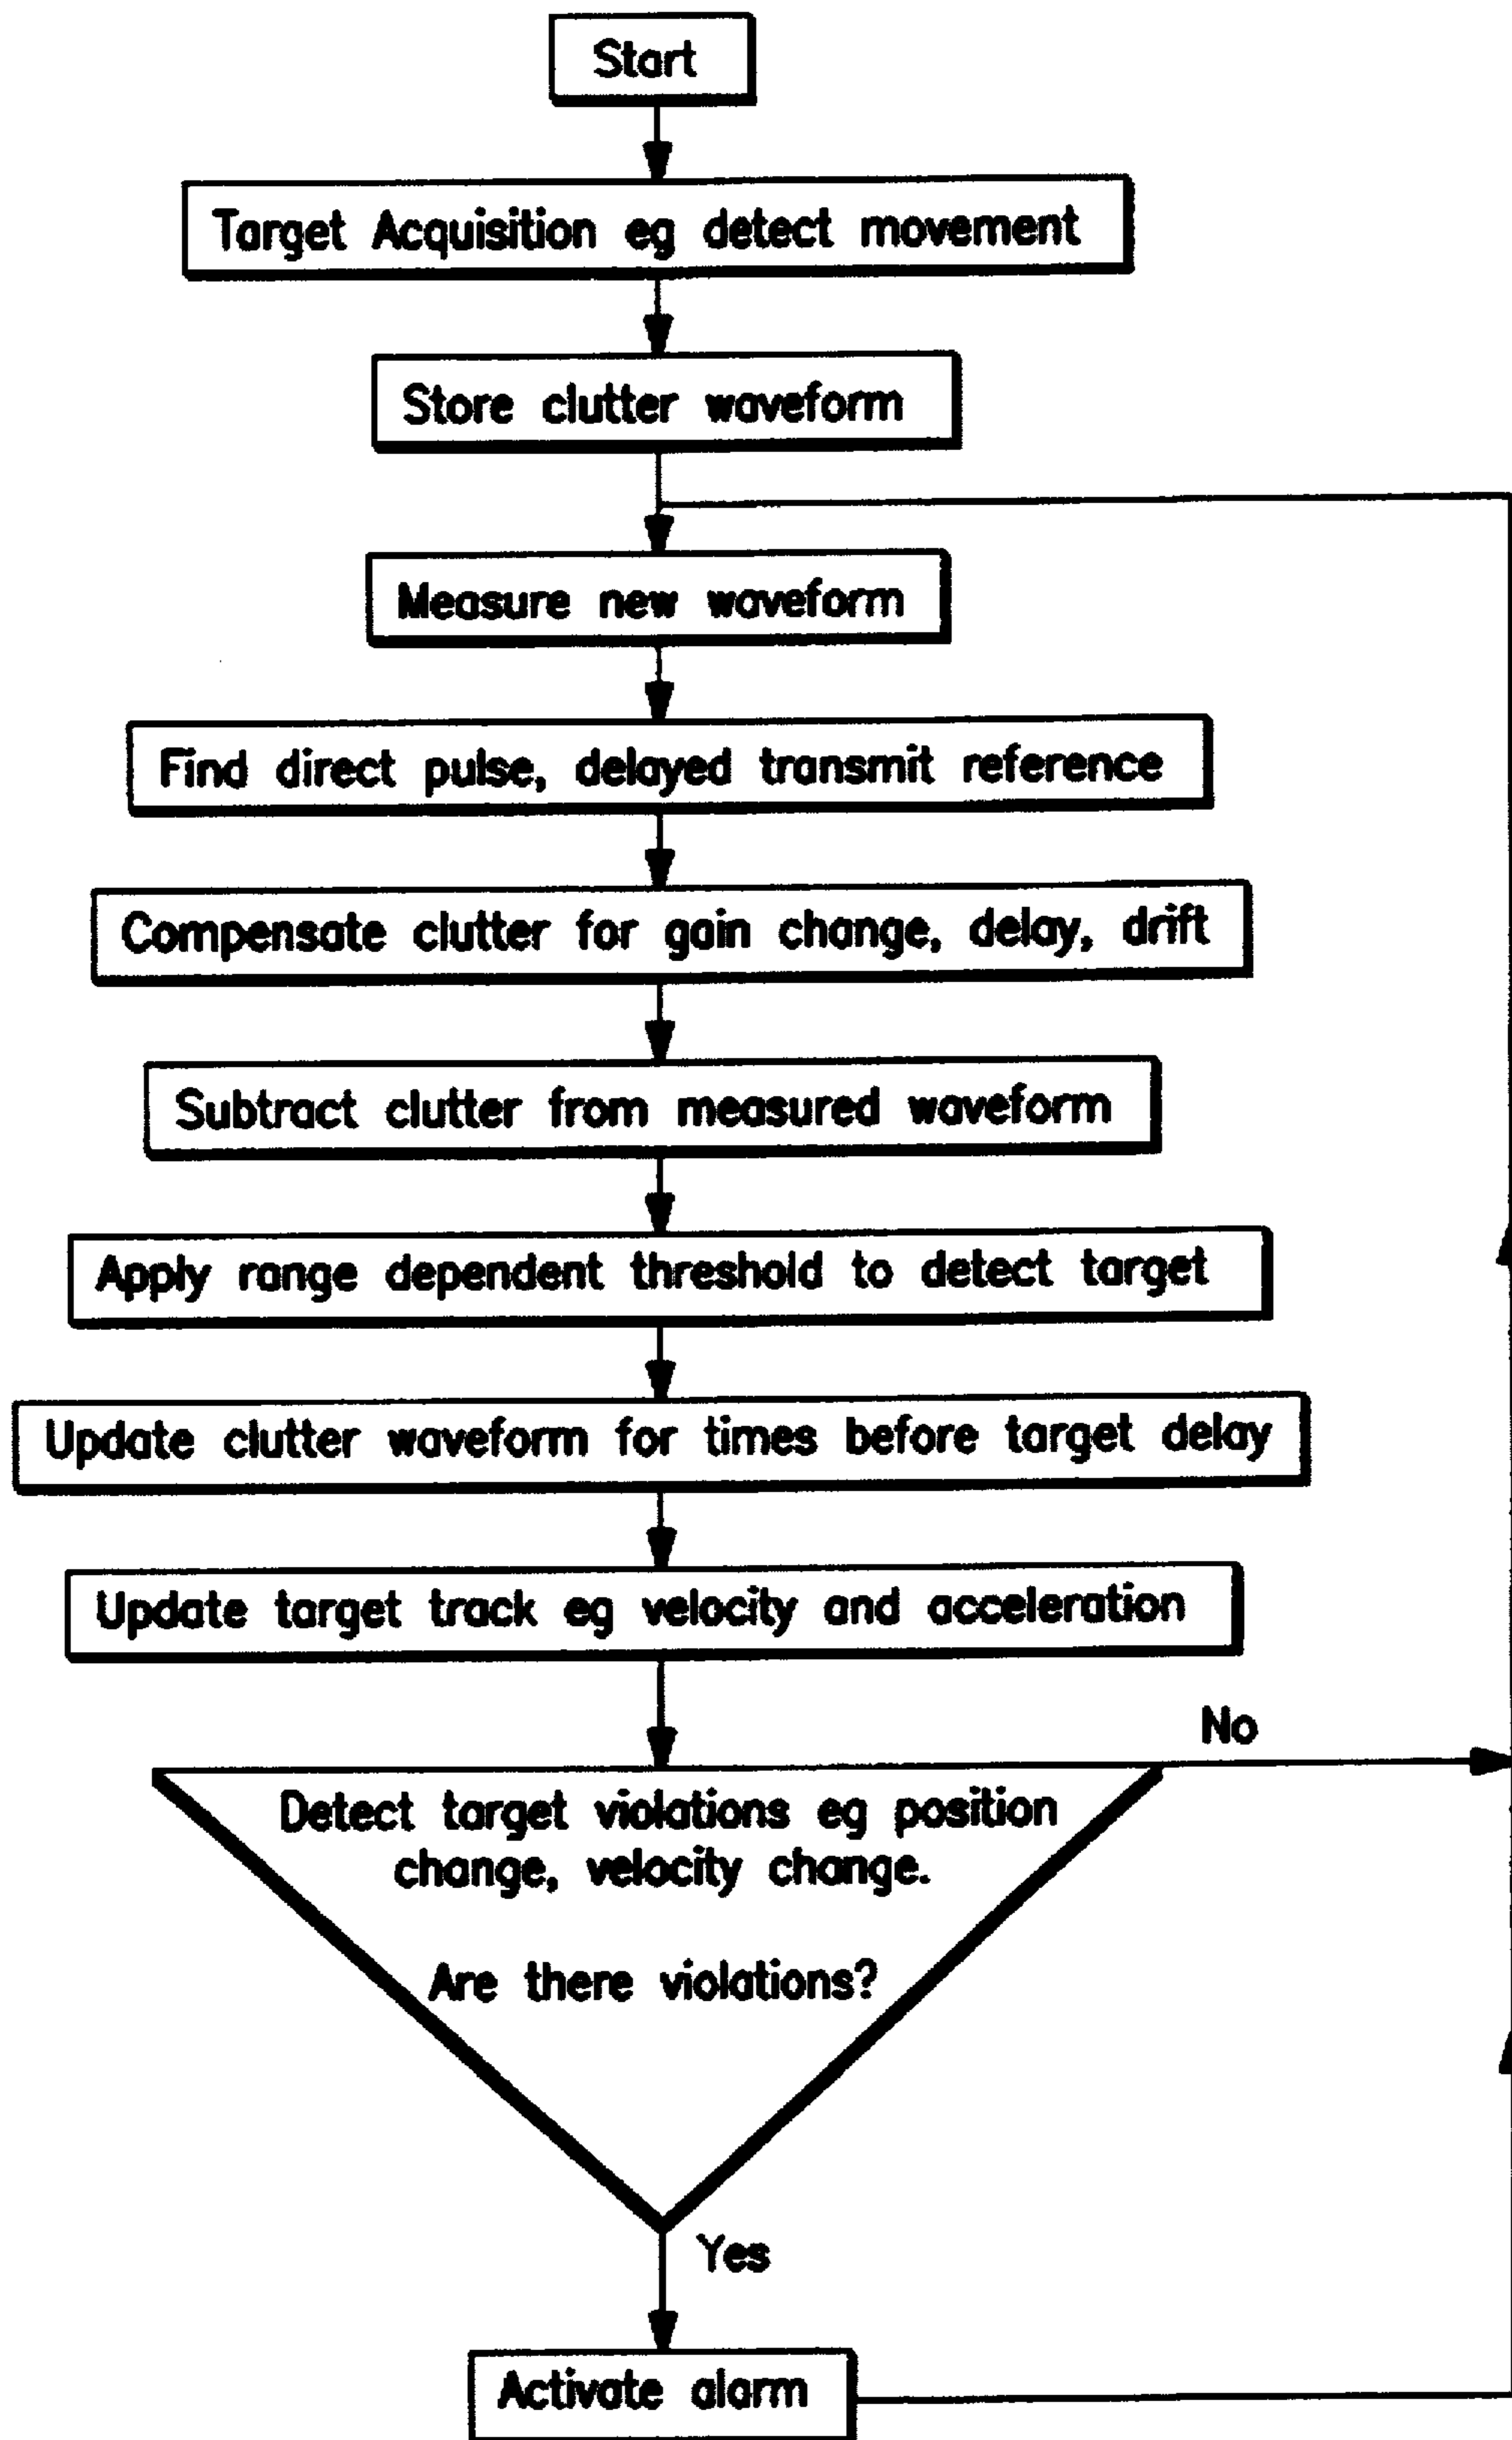 Start
Target Acquisition eg detect movement
Store clutter waveform
Measure new waveform
Find direct pulse, delayed transmit reference
Compensate clutter for gain change, delay, drift
Subtract clutter from measured waveform
Apply range dependent threshold to detect target
Update clutter waveform for times before target delay
Update target track eg velocity and acceleration
No
Detect target violations eg position
change, velocity change.
Are there violations?
Yes
Activate alarm